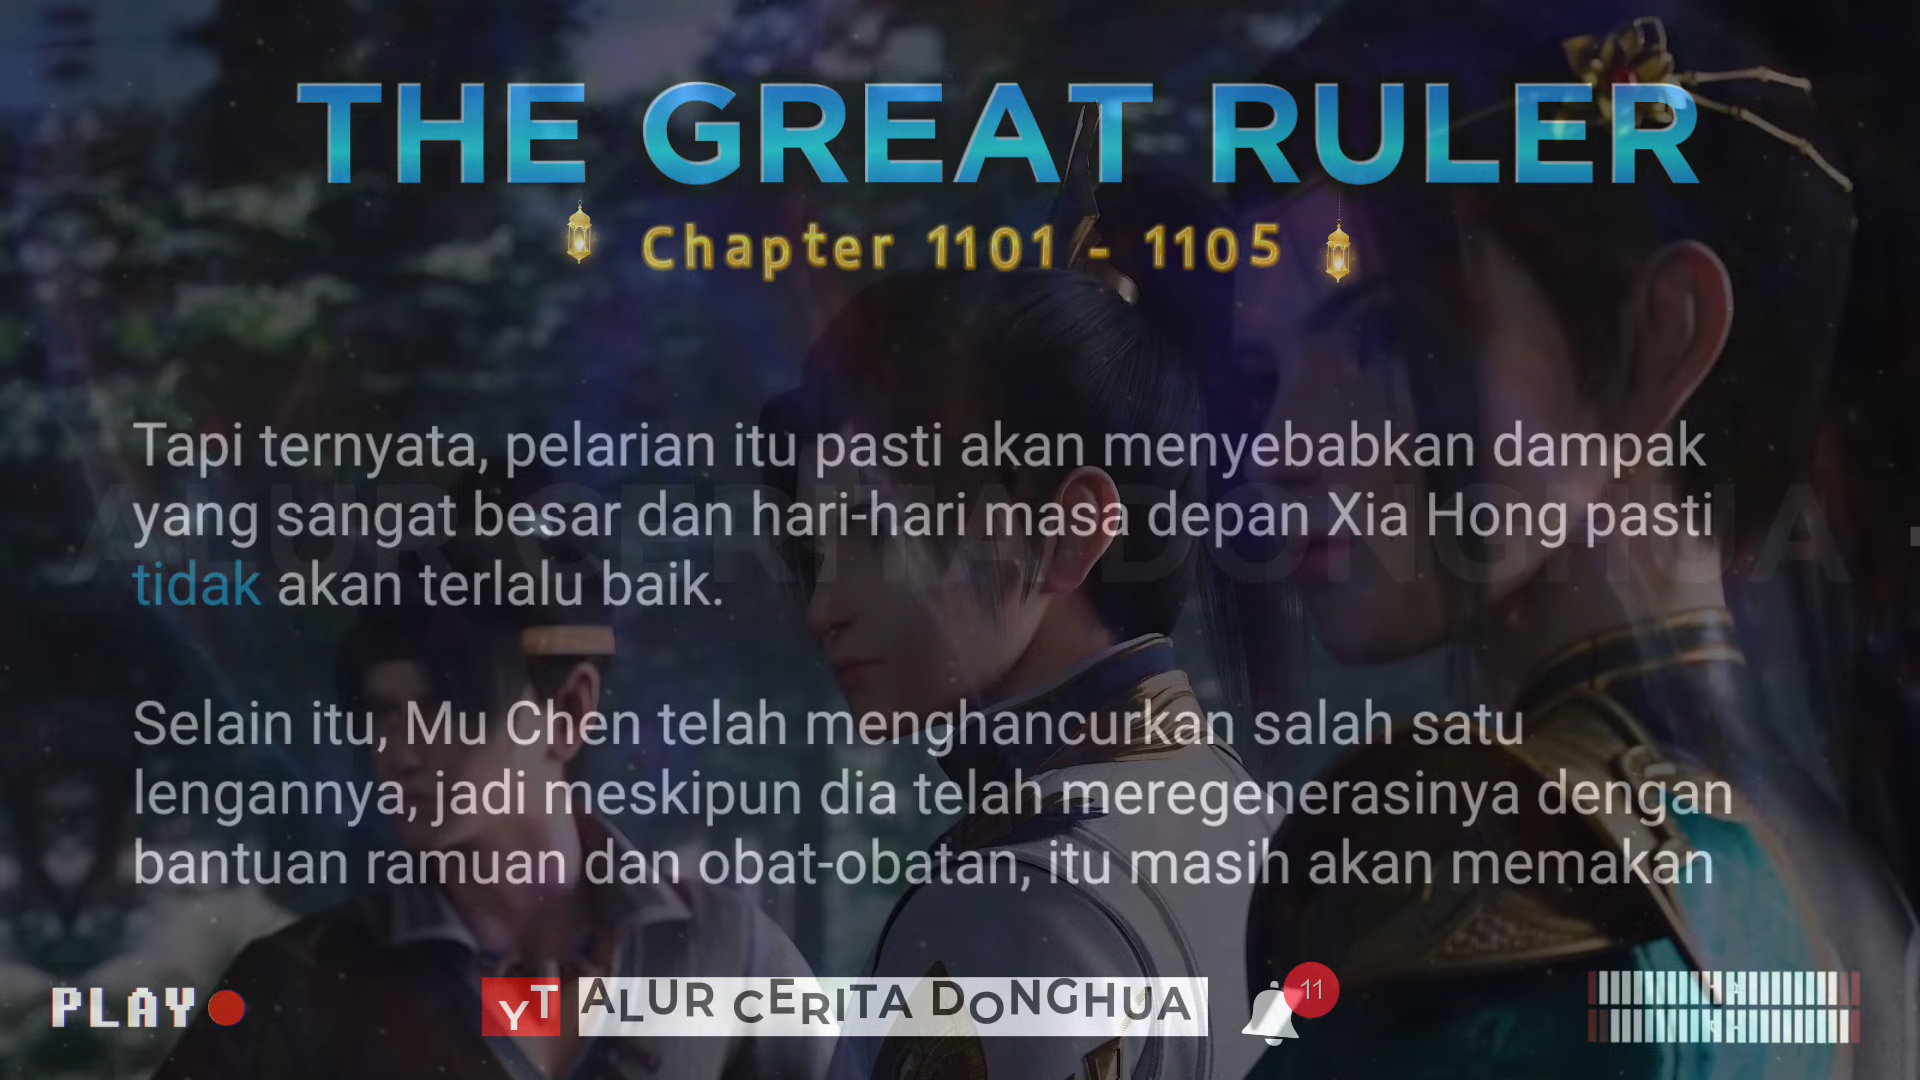 THE GREAT RULER
Chapter 1101 - 1105
Tapi ternyata, pelarian itu pasti akan menyebabkan dampak
yang sangat besar dan hari-hari masa depan Xia Hong pasti
tidak akan terlalu baik.
ALUR CERITA DONGHUA -
Selain itu, Mu Chen telah menghancurkan salah satu
lengannya, jadi meskipun dia telah meregenerasinya dengan
bantuan ramuan dan obat-obatan, itu masih akan memakan
PLAY
YT ALUR CERITA DONGHUA
11